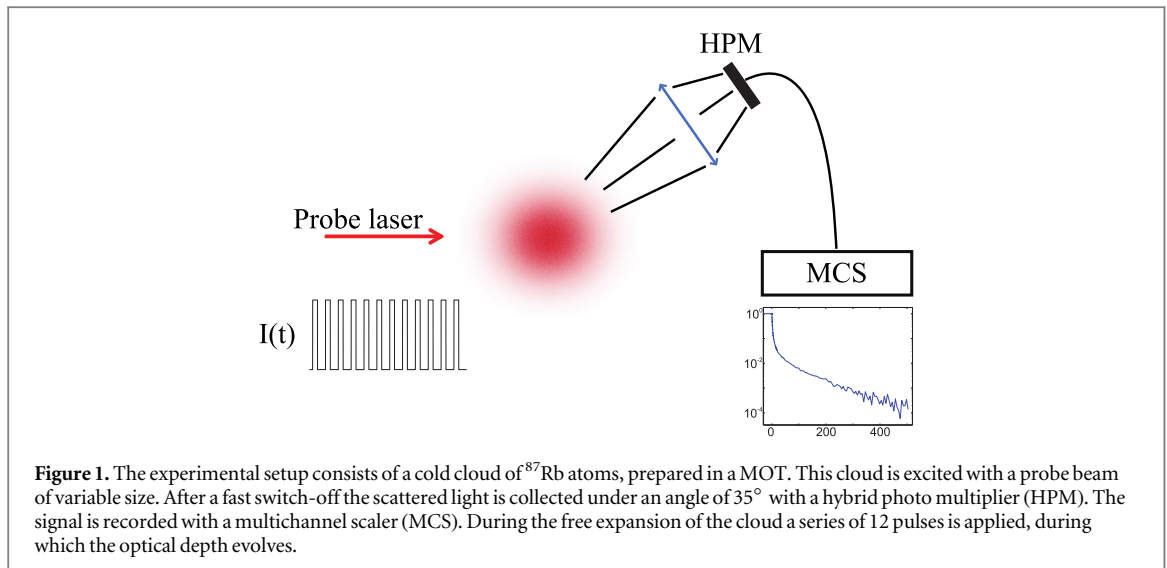 HPM
Probe laser
MCS
I(t)
10⁰
10⁻²
10⁻⁴
0 200 400
Figure 1. The experimental setup consists of a cold cloud of ⁸⁷Rb atoms, prepared in a MOT. This cloud is excited with a probe beam
of variable size. After a fast switch-off the scattered light is collected under an angle of 35° with a hybrid photo multiplier (HPM). The
signal is recorded with a multichannel scaler (MCS). During the free expansion of the cloud a series of 12 pulses is applied, during
which the optical depth evolves.